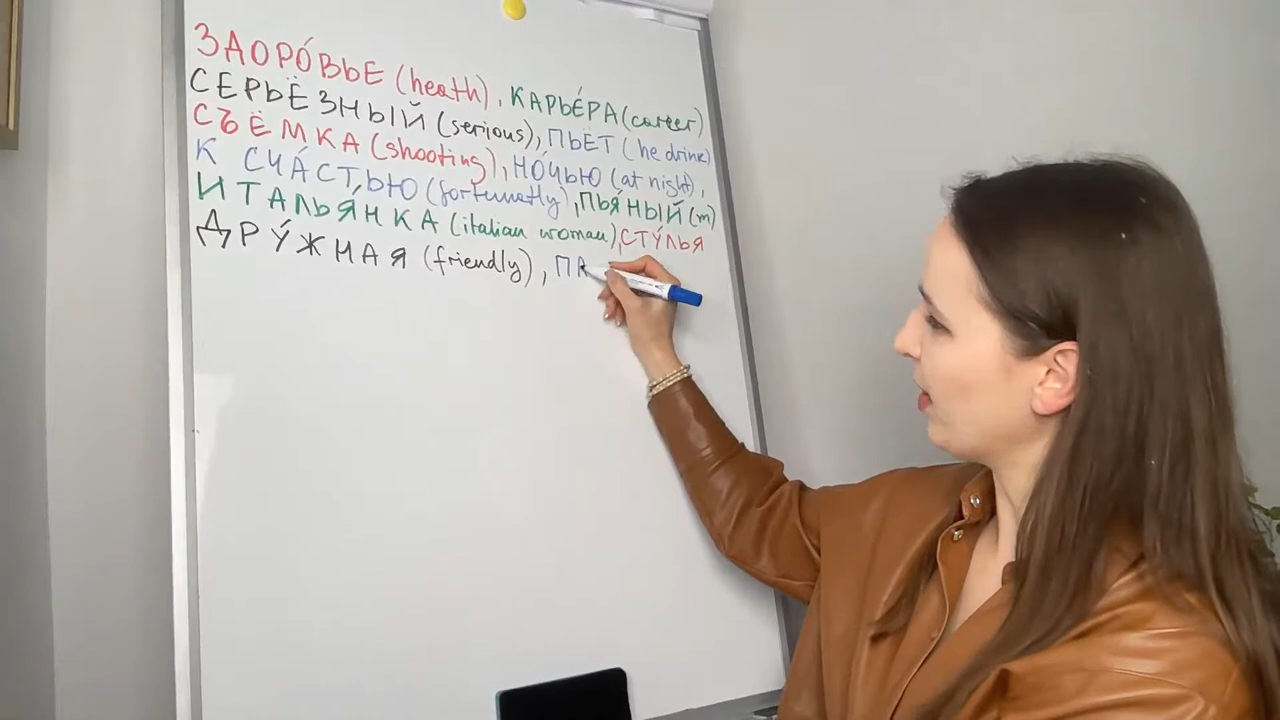 ЗДОРО́ВЬЕ (heath), КАРЬЕ́РА (career)
СЕРЬЁЗНЫЙ (serious), ПЬЁТ (he drink)
СЪЁМКА (shooting), НО́ЧЬЮ (at night),
К СЧА́СТЬЮ (fortunatly), ПЬЯ́НЫЙ (m)
ИТАЛЬЯ́НКА (italian woman), СТУ́ЛЬЯ
ДРУ́ЖНАЯ (friendly),